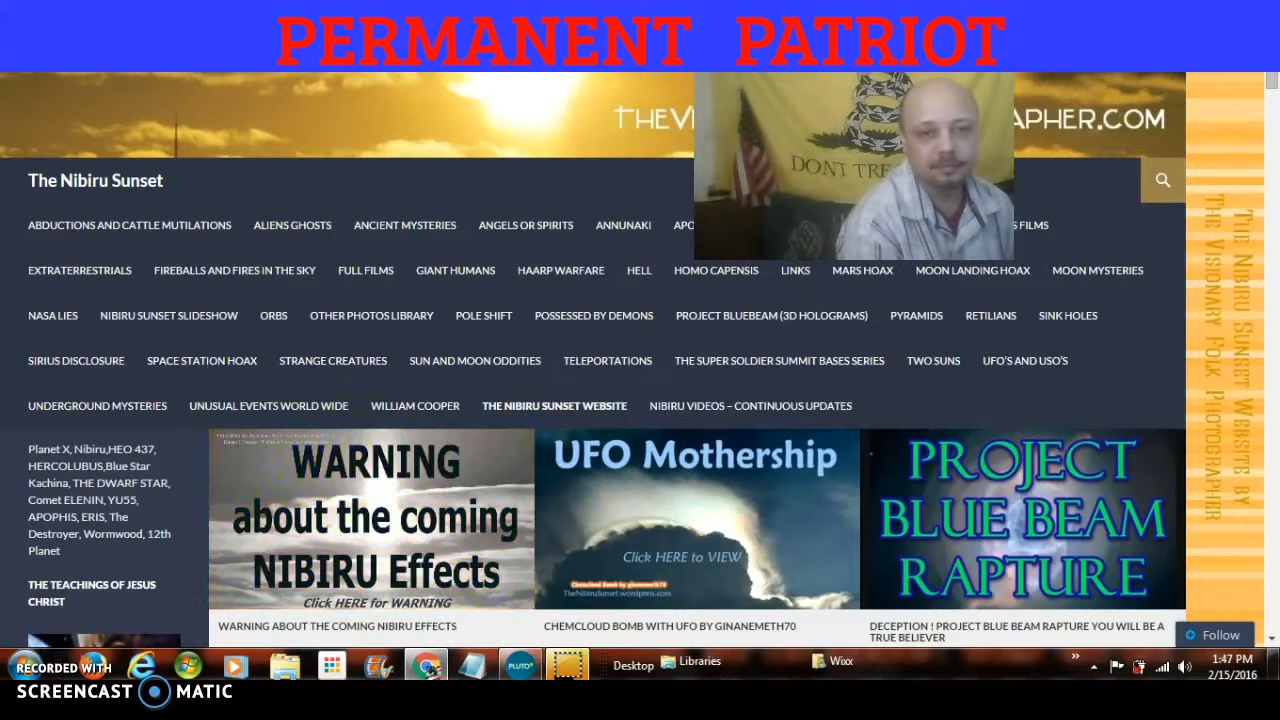 PERMANENT PATRIOT
THEVI
APHER.COM
DONT TRE
The Nibiru Sunset
ABDUCTIONS AND CATTLE MUTILATIONS ALIENS GHOSTS ANCIENT MYSTERIES ANGELS OR SPIRITS ANNUNAKI APO S FILMS
EXTRATERRESTRIALS FIREBALLS AND FIRES IN THE SKY FULL FILMS GIANT HUMANS HAARP WARFARE HELL HOMO CAPENSIS LINKS MARS HOAX MOON LANDING HOAX MOON MYSTERIES
NASA LIES NIBIRU SUNSET SLIDESHOW ORBS OTHER PHOTOS LIBRARY POLE SHIFT POSSESSED BY DEMONS PROJECT BLUEBEAM (3D HOLOGRAMS) PYRAMIDS RETILIANS SINK HOLES
SIRIUS DISCLOSURE SPACE STATION HOAX STRANGE CREATURES SUN AND MOON ODDITIES TELEPORTATIONS THE SUPER SOLDIER SUMMIT BASES SERIES TWO SUNS UFO'S AND USO'S
UNDERGROUND MYSTERIES UNUSUAL EVENTS WORLD WIDE WILLIAM COOPER THE NIBIRU SUNSET WEBSITE NIBIRU VIDEOS – CONTINUOUS UPDATES
The Nibiru Sunset Website by
The Visionary Folk Photographer
Planet X, Nibiru,HEO 437,
HERCOLUBUS,Blue Star
Kachina, THE DWARF STAR,
Comet ELENIN, YU55,
APOPHIS, ERIS, The
Destroyer, Wormwood, 12th
Planet
THE TEACHINGS OF JESUS
CHRIST
WARNING
about the coming
NIBIRU Effects
Click HERE for WARNING
WARNING ABOUT THE COMING NIBIRU EFFECTS
UFO Mothership
Click HERE to VIEW
Chemcloud Bomb by ginanemeth70
TheNibiruSunset.wordpress.com
CHEMCLOUD BOMB WITH UFO BY GINANEMETH70
PROJECT
BLUE BEAM
RAPTURE
DECEPTION ! PROJECT BLUE BEAM RAPTURE YOU WILL BE A
TRUE BELIEVER
Follow
PLUTO
Desktop
Libraries
Wixx
1:47 PM
2/15/2016
RECORDED WITH
SCREENCAST MATIC